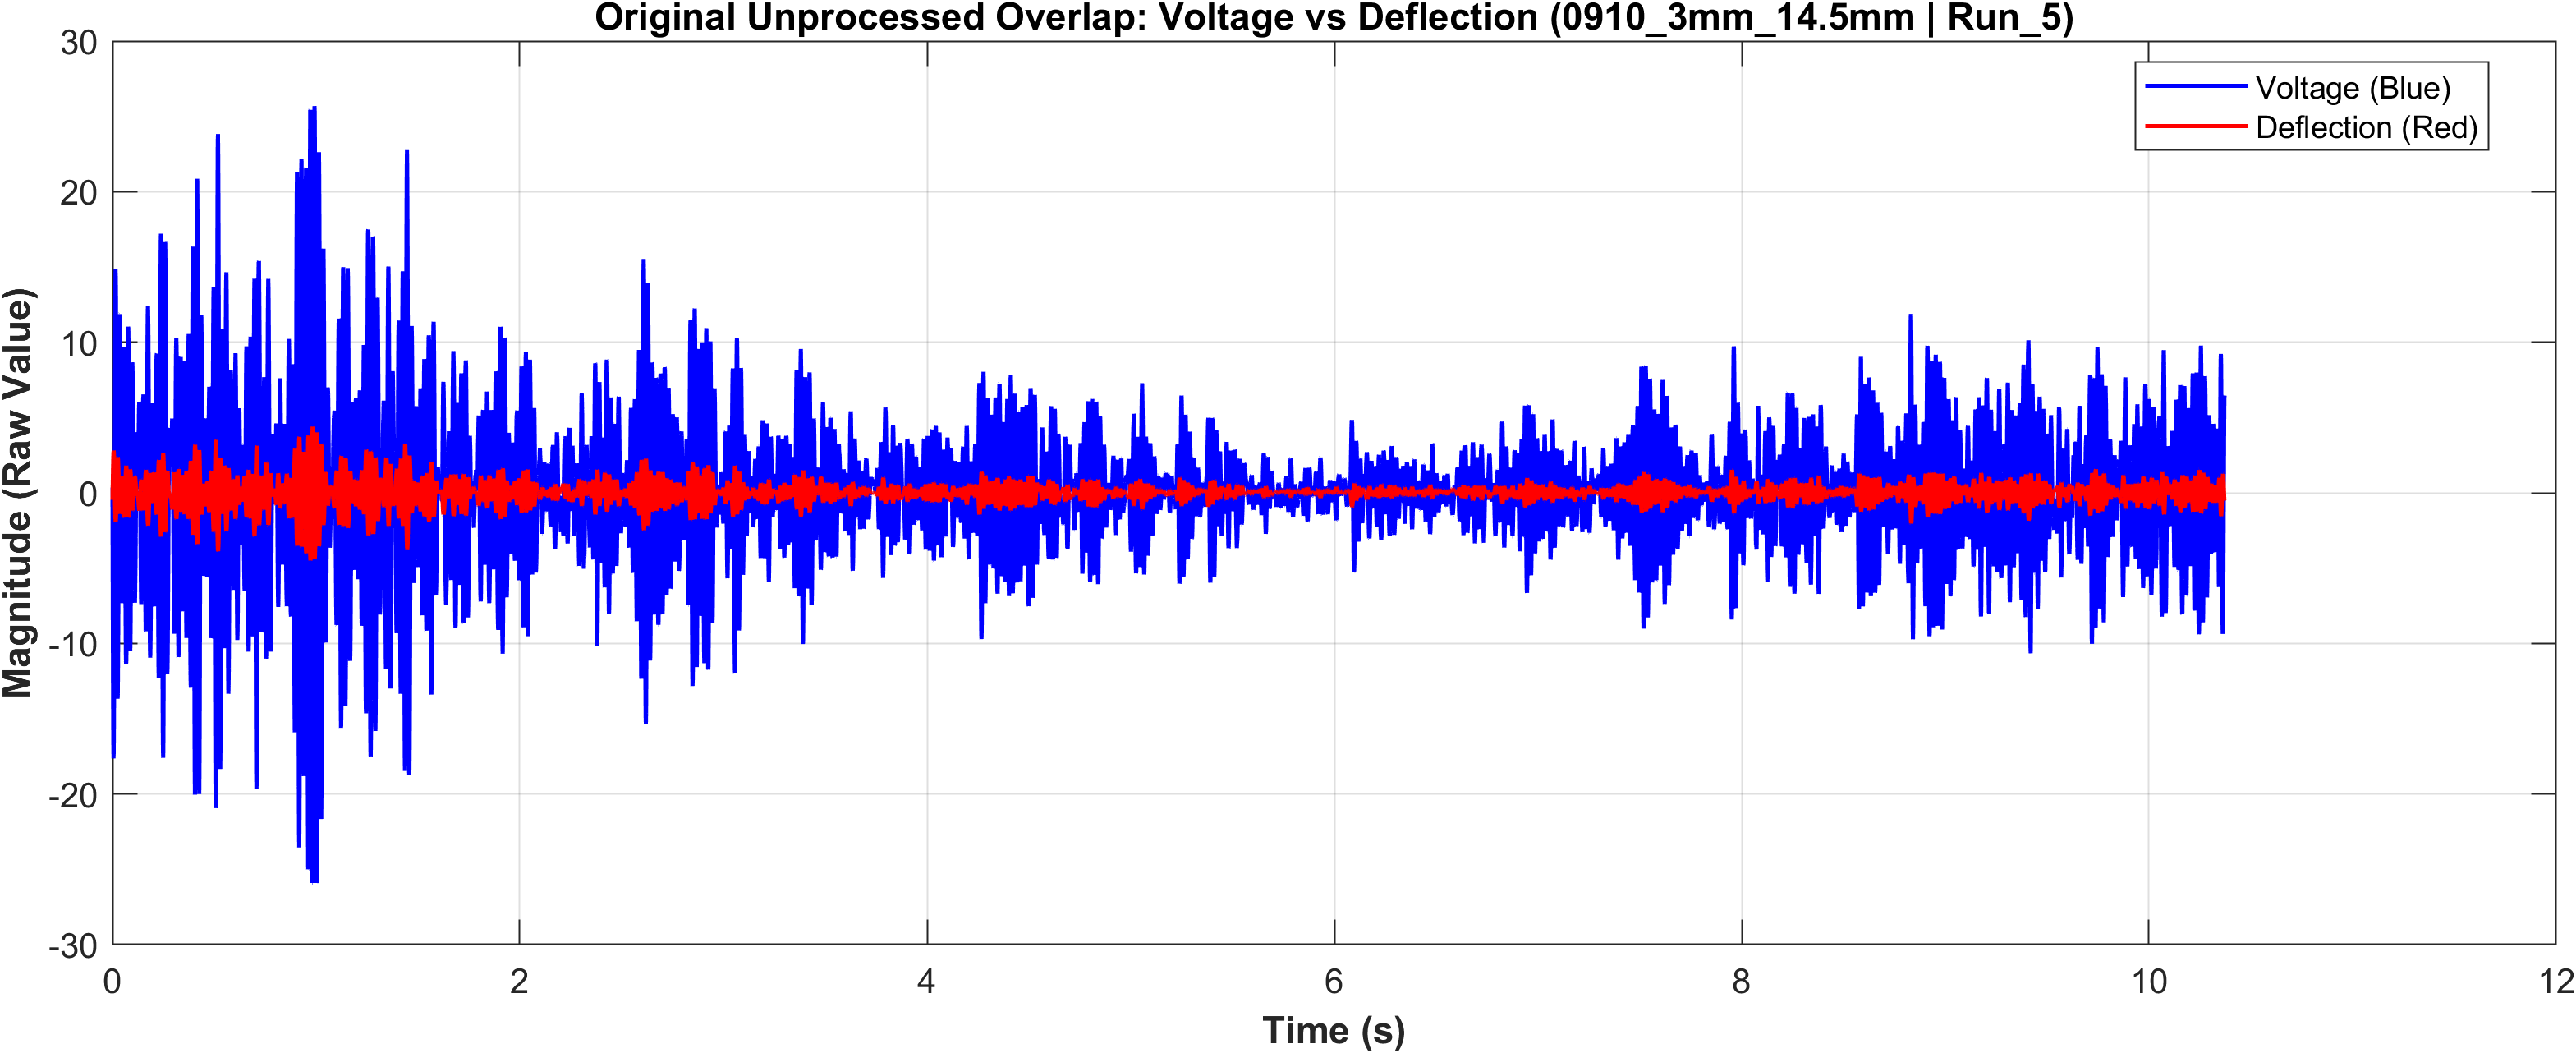 Original Unprocessed Overlap: Voltage vs Deflection (0910_3mm_14.5mm | Run_5)
Voltage (Blue)
Deflection (Red)
Magnitude (Raw Value)
30
20
10
0
-10
-20
-30
0
2
4
6
8
10
12
Time (s)